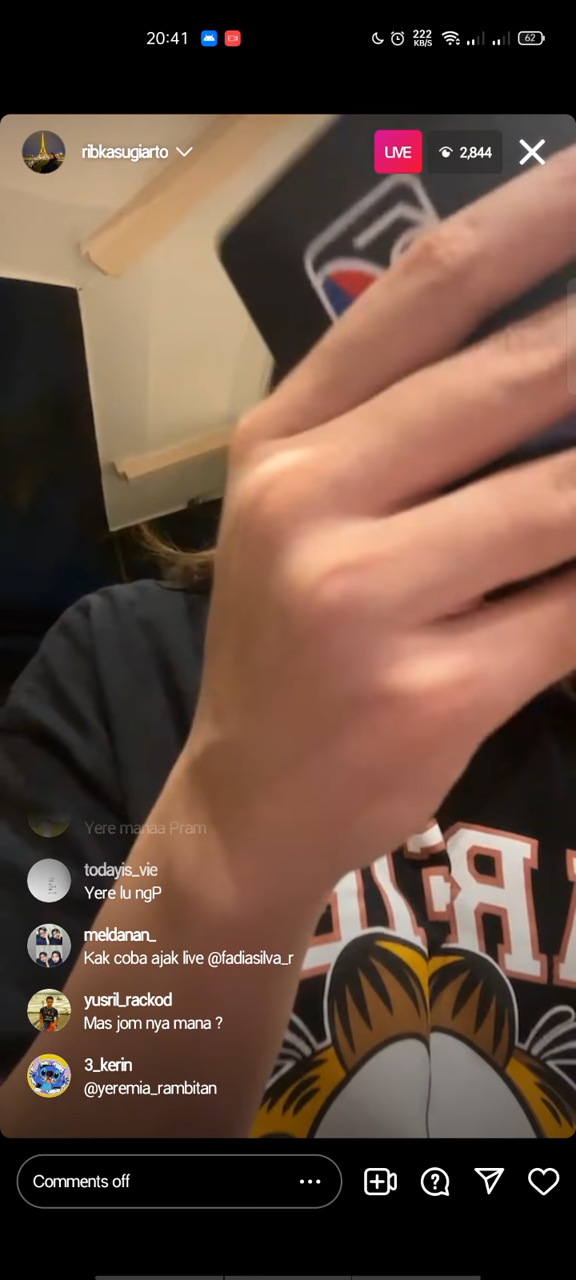 20:41
222
KB/S
62
ribkasugiarto
LIVE
2,844
Yere manaa Pram
todayis_vie
Yere lu ngP
meldanan_
Kak coba ajak live @fadiasilva_r
yusril_rackod
Mas jom nya mana ?
3_kerin
@yeremia_rambitan
Comments off